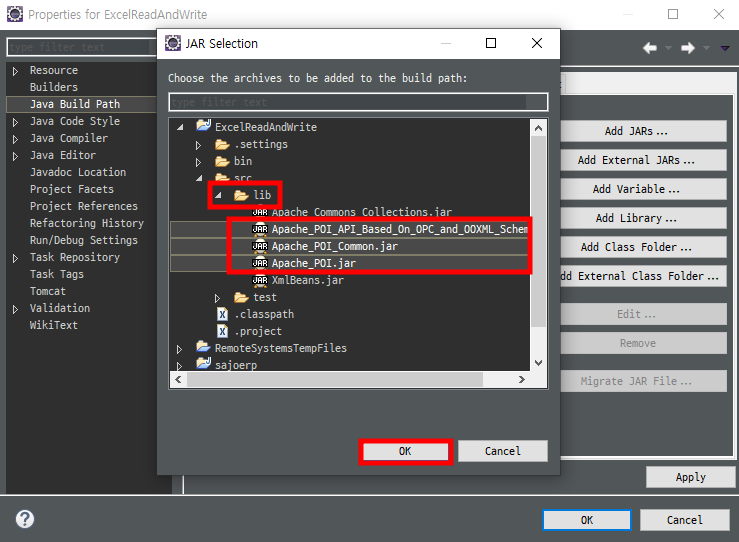 Properties for ExcelReadAndWrite
type filter text
Resource
Builders
Java Build Path
Java Code Style
Java Compiler
Java Editor
Javadoc Location
Project Facets
Project References
Refactoring History
Run/Debug Settings
Task Repository
Task Tags
Tomcat
Validation
WikiText
JAR Selection
Choose the archives to be added to the build path:
type filter text
ExcelReadAndWrite
.settings
bin
src
lib
Apache_Commons_Collections.jar
Apache_POI_API_Based_On_OPC_and_OOXML_Schem
Apache_POI_Common.jar
Apache_POI.jar
XmlBeans.jar
test
.classpath
.project
RemoteSystemsTempFiles
sajoerp
OK
Cancel
Add JARs...
Add External JARs...
Add Variable...
Add Library...
Add Class Folder...
dd External Class Folder...
Edit...
Remove
Migrate JAR File...
Apply
OK
Cancel